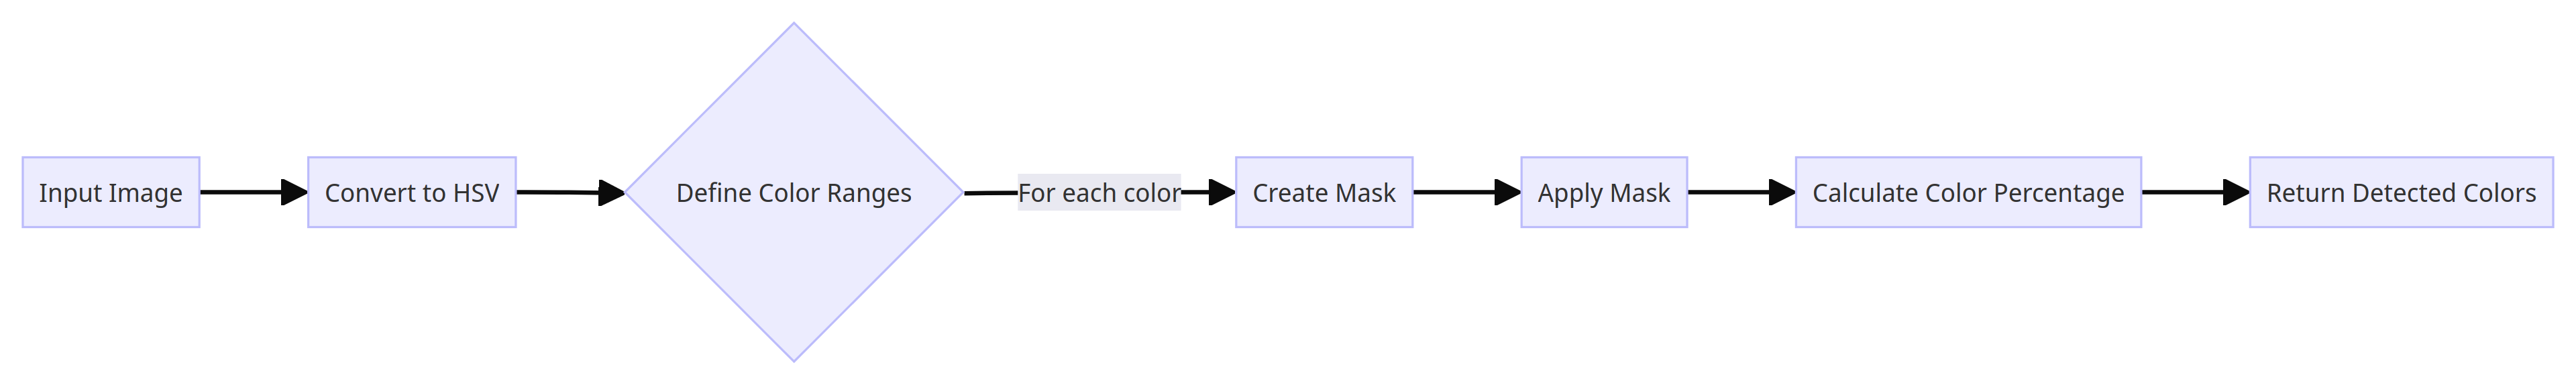 Input Image
Convert to HSV
Define Color Ranges
For each color
Create Mask
Apply Mask
Calculate Color Percentage
Return Detected Colors